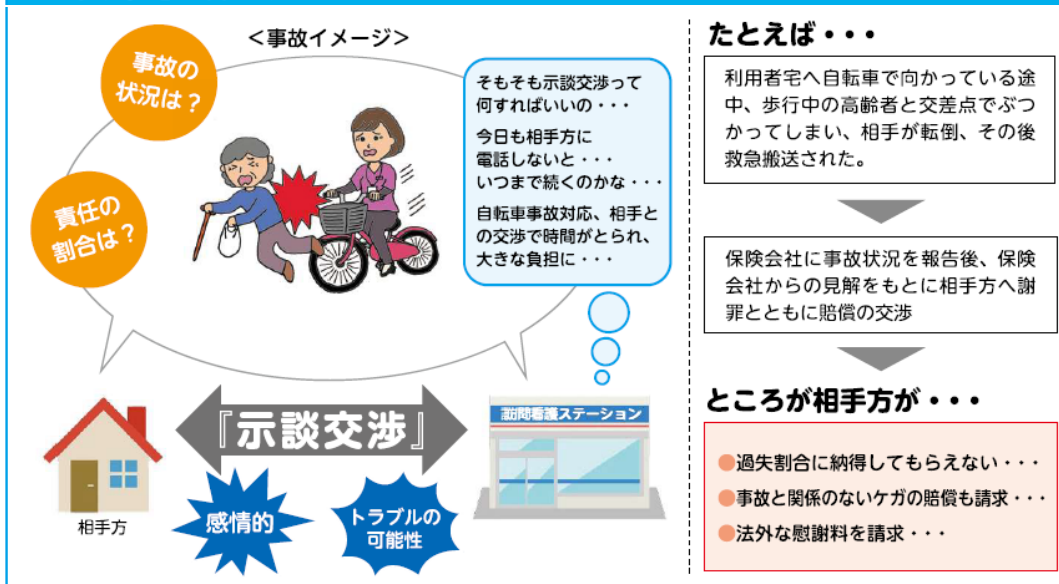 ＜事故イメージ＞
事故の
状況は？
責任の
割合は？
そもそも示談交渉って
何すればいいの・・・
今日も相手方に
電話しないと・・・
いつまで続くのかな・・・
自転車事故対応、相手と
の交渉で時間がとられ、
大きな負担に・・・
『示談交渉』
訪問看護ステーション
相手方
感情的
トラブルの
可能性
たとえば・・・
利用者宅へ自転車で向かっている途
中、歩行中の高齢者と交差点でぶつ
かってしまい、相手が転倒、その後
救急搬送された。
保険会社に事故状況を報告後、保険
会社からの見解をもとに相手方へ謝
罪とともに賠償の交渉
ところが相手方が・・・
●過失割合に納得してもらえない・・・
●事故と関係のないケガの賠償も請求・・・
●法外な慰謝料を請求・・・